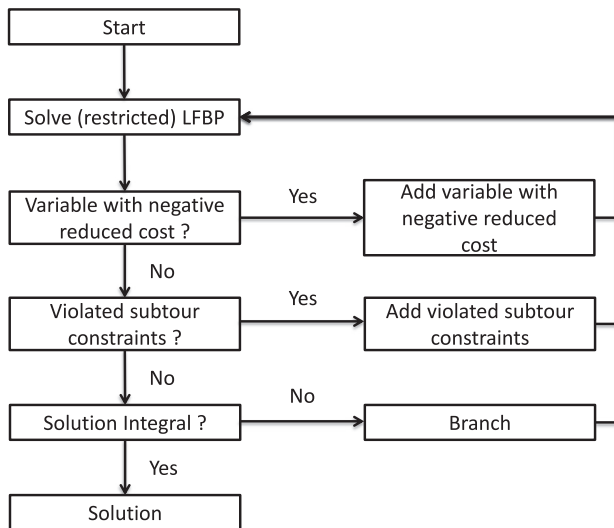 Start
Solve (restricted) LFBP
Variable with negative
reduced cost ?
Yes
Add variable with
negative reduced
cost
No
Violated subtour
constraints ?
Yes
Add violated subtour
constraints
No
Solution Integral ?
No
Branch
Yes
Solution